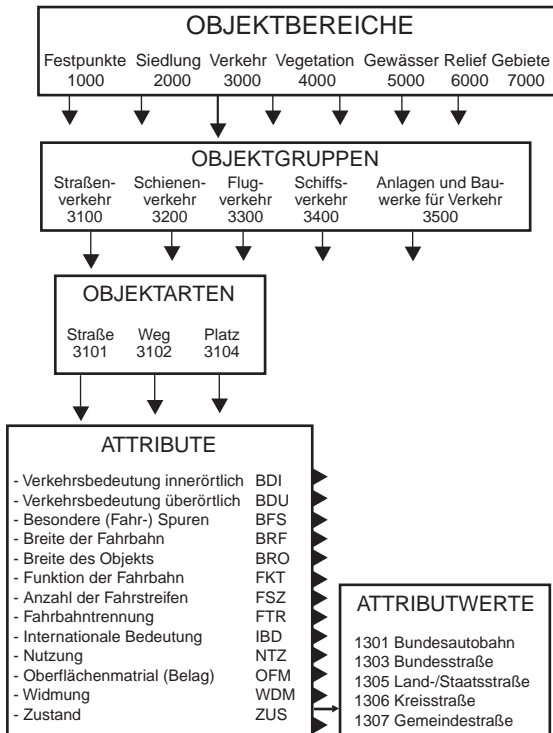 OBJEKTBEREICHE
Festpunkte Siedlung Verkehr Vegetation Gewässer Relief Gebiete
1000 2000 3000 4000 5000 6000 7000
OBJEKTGRUPPEN
Straßen- Schienen- Flug- Schiffs- Anlagen und Bau-
verkehr verkehr verkehr verkehr werke für Verkehr
3100 3200 3300 3400 3500
OBJEKTARTEN
Straße Weg Platz
3101 3102 3104
ATTRIBUTE
- Verkehrsbedeutung innerörtlich BDI
- Verkehrsbedeutung überörtlich BDU
- Besondere (Fahr-) Spuren BFS
- Breite der Fahrbahn BRF
- Breite des Objekts BRO
- Funktion der Fahrbahn FKT
- Anzahl der Fahrstreifen FSZ
- Fahrbahntrennung FTR
- Internationale Bedeutung IBD
- Nutzung NTZ
- Oberflächenmatrial (Belag) OFM
- Widmung WDM
- Zustand ZUS
ATTRIBUTWERTE
1301 Bundesautobahn
1303 Bundesstraße
1305 Land-/Staatsstraße
1306 Kreisstraße
1307 Gemeindestraße